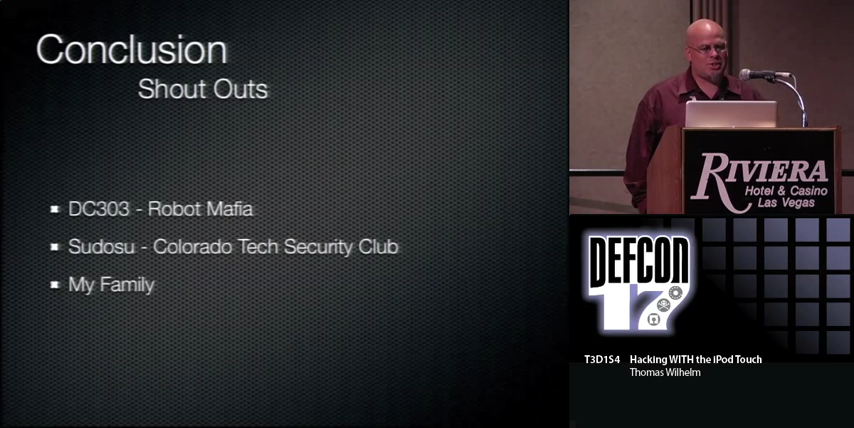 Conclusion
Shout Outs
DC303 - Robot Mafia
Sudosu - Colorado Tech Security Club
My Family
RIVIERA
Hotel & Casino
Las Vegas
DEFCON
17
T3D1S4 Hacking WITH the iPod Touch
Thomas Wilhelm